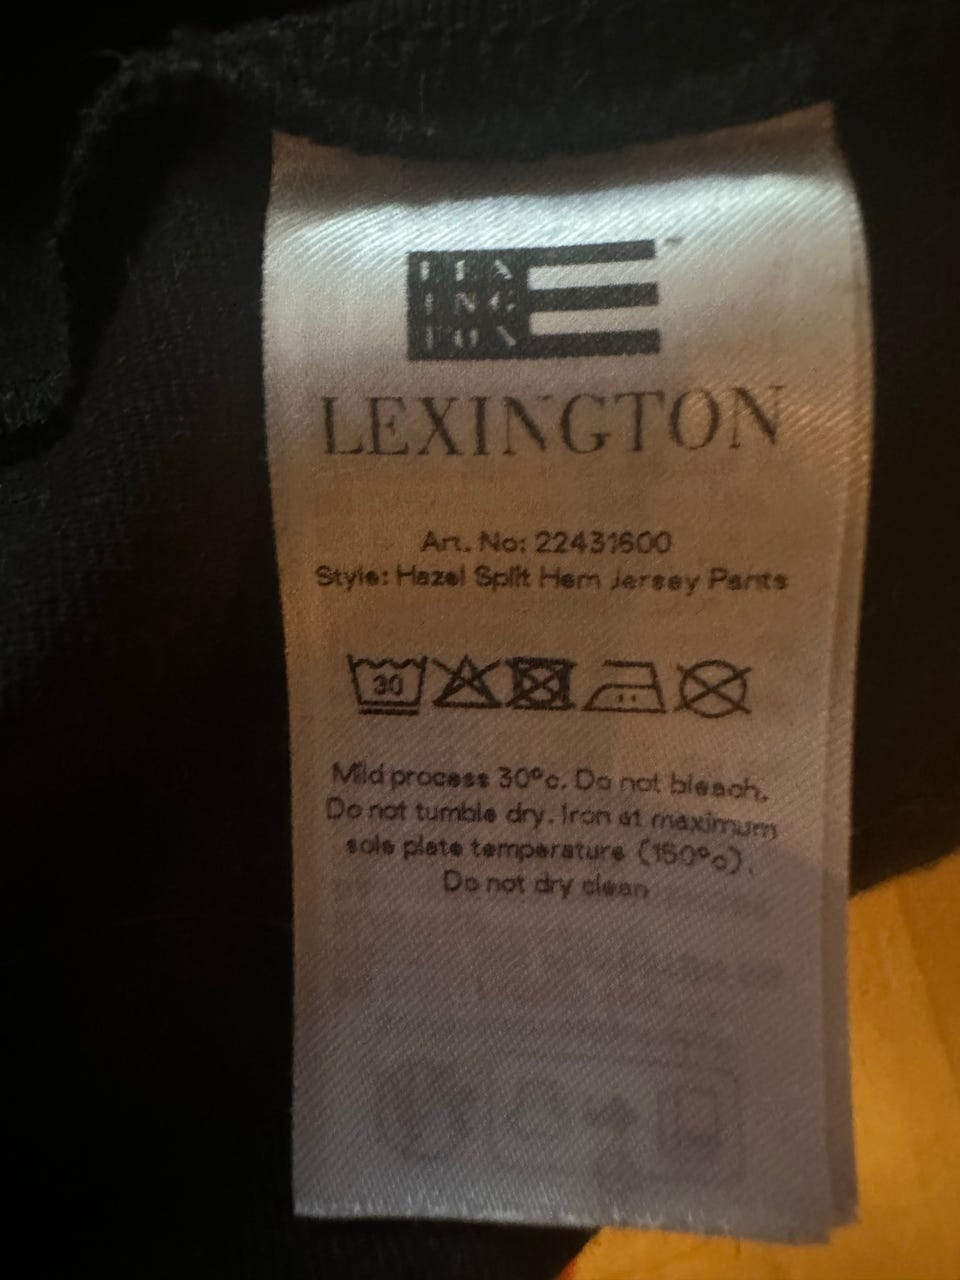 LEX
ING
TON
™
LEXINGTON
Art. No: 22431600
Style: Hazel Split Hem Jersey Pants
30
Mild process 30°c. Do not bleach.
Do not tumble dry. Iron at maximum
sole plate temperature (150°c).
Do not dry clean